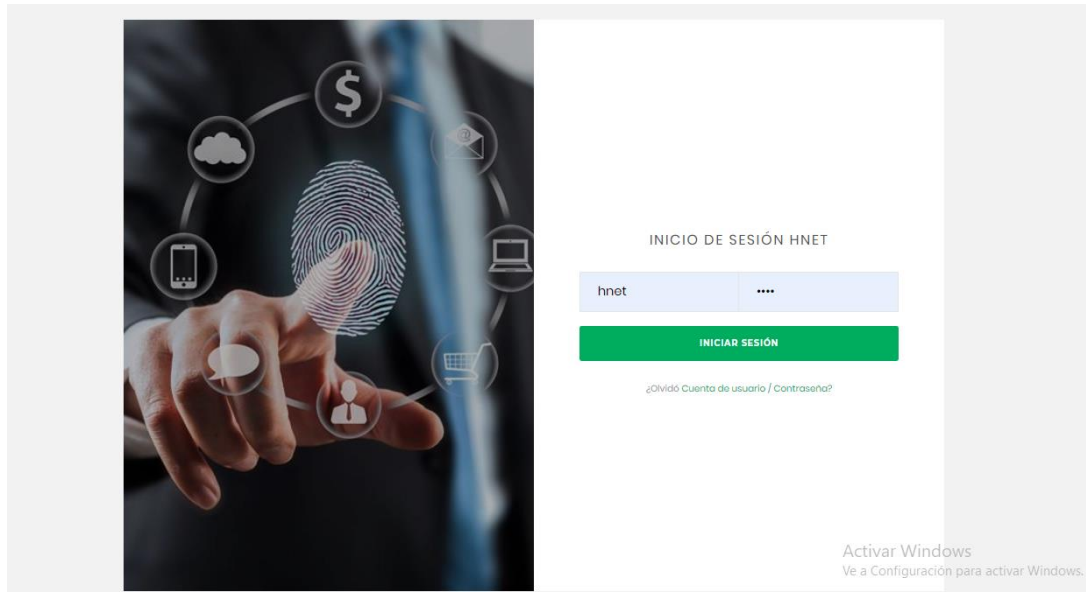 INICIO DE SESIÓN HNET
hnet ••••
INICIAR SESIÓN
¿Olvidó Cuenta de usuario / Contraseña?
Activar Windows
Ve a Configuración para activar Windows.